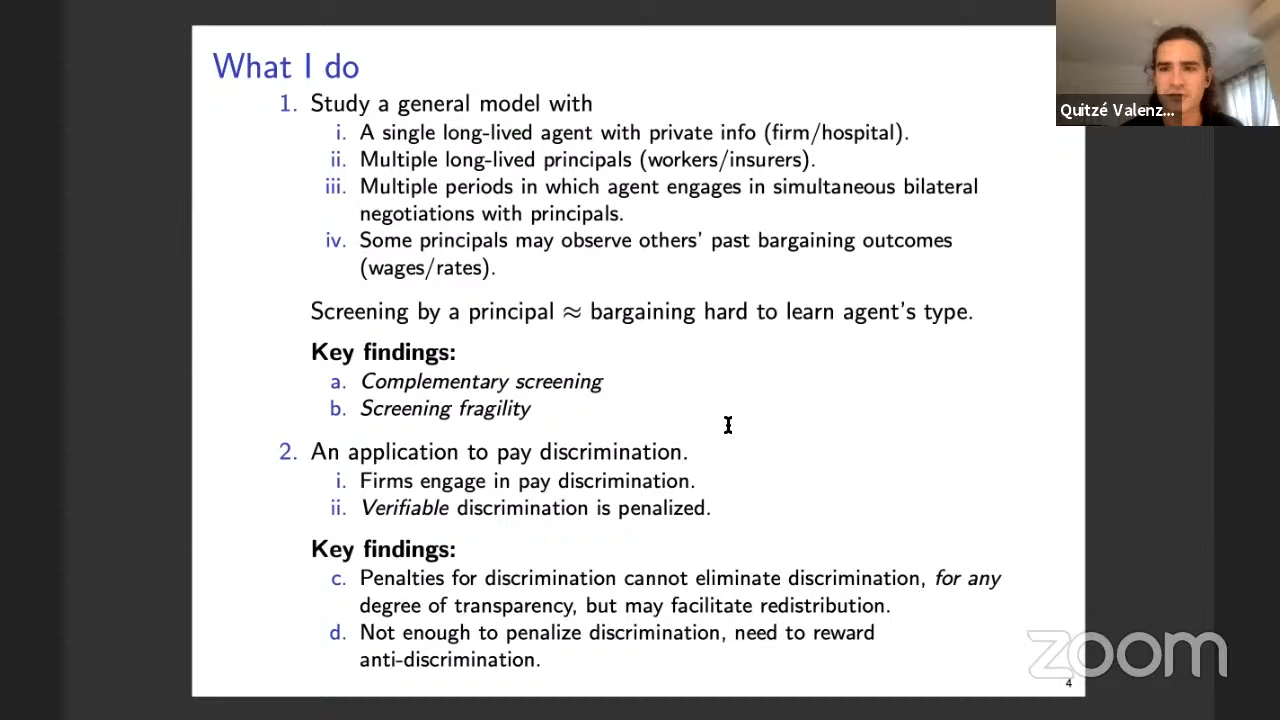 What I do
1. Study a general model with
i. A single long-lived agent with private info (firm/hospital).
ii. Multiple long-lived principals (workers/insurers).
iii. Multiple periods in which agent engages in simultaneous bilateral
negotiations with principals.
iv. Some principals may observe others' past bargaining outcomes
(wages/rates).
Screening by a principal ≈ bargaining hard to learn agent's type.
Key findings:
a. Complementary screening
b. Screening fragility
2. An application to pay discrimination.
i. Firms engage in pay discrimination.
ii. Verifiable discrimination is penalized.
Key findings:
c. Penalties for discrimination cannot eliminate discrimination, for any
degree of transparency, but may facilitate redistribution.
d. Not enough to penalize discrimination, need to reward
anti-discrimination.
4
Quitzé Valenz...
zoom